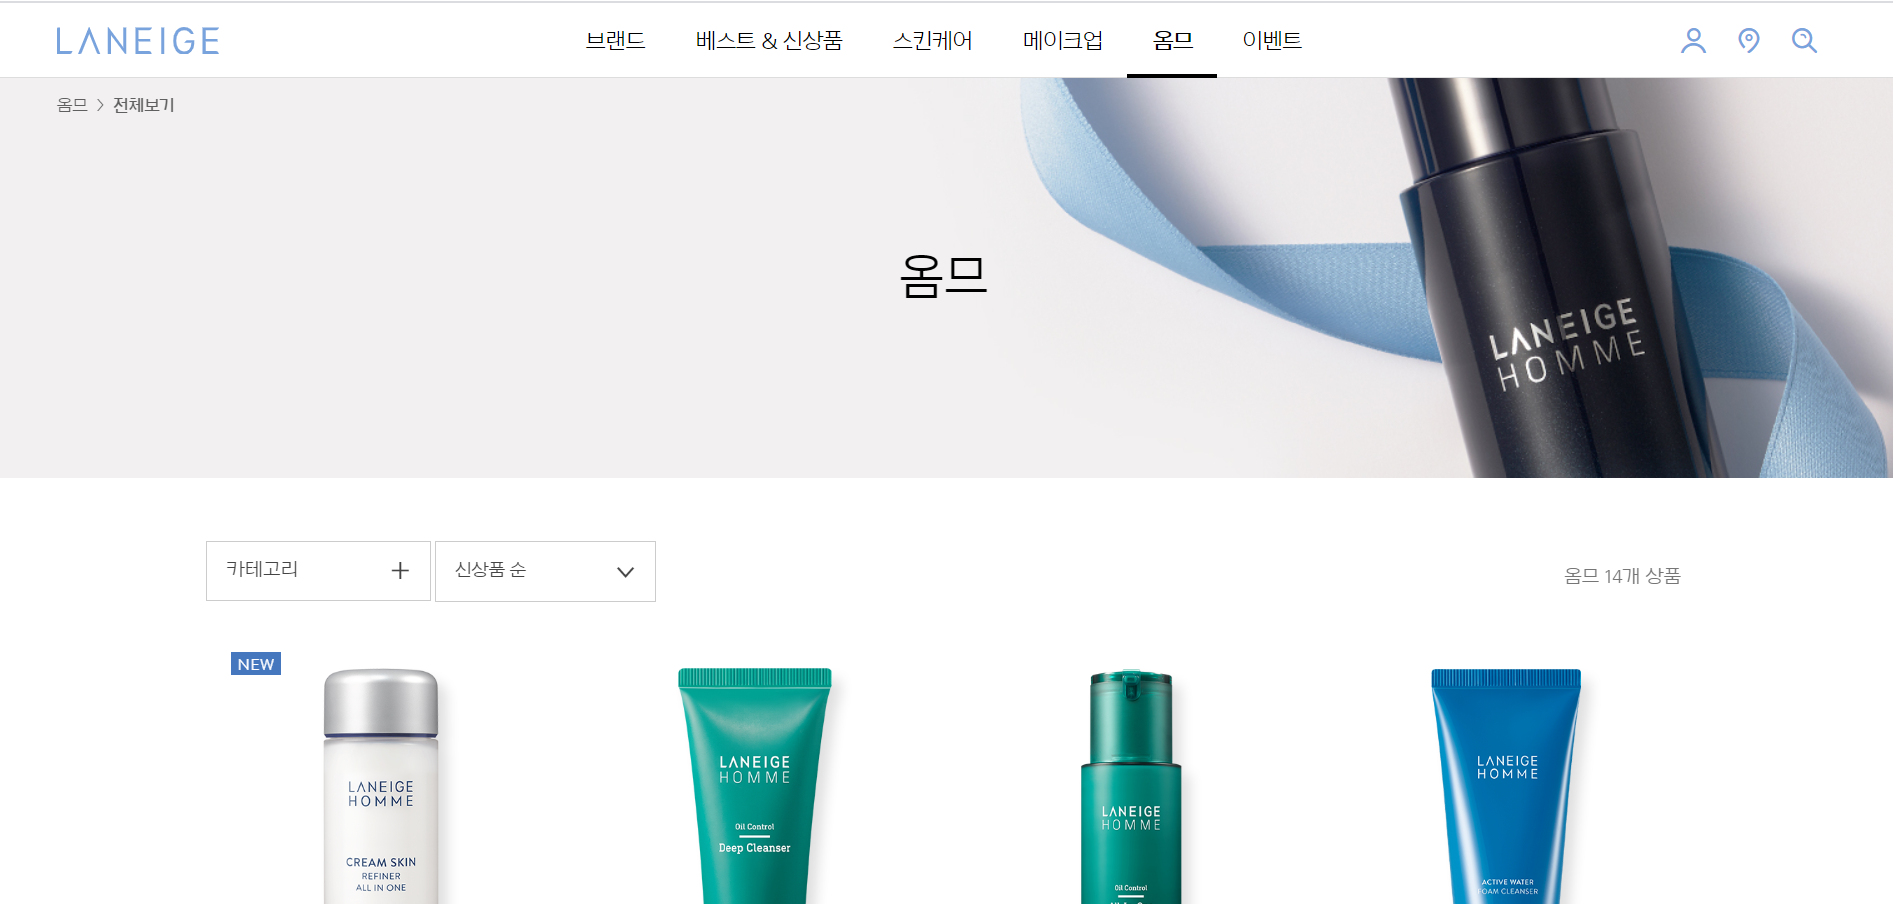 LANEIGE
브랜드
베스트 & 신상품
스킨케어
메이크업
옴므
이벤트
옴므 > 전체보기
옴므
LANEIGE
HOMME
카테고리
신상품 순
옴므 14개 상품
NEW
LANEIGE
HOMME
CREAM SKIN
REFINER
ALL IN ONE
LANEIGE
HOMME
Oil Control
Deep Cleanser
LANEIGE
HOMME
Oil Control
LANEIGE
HOMME
ACTIVE WATER
FOAM CLEANSER